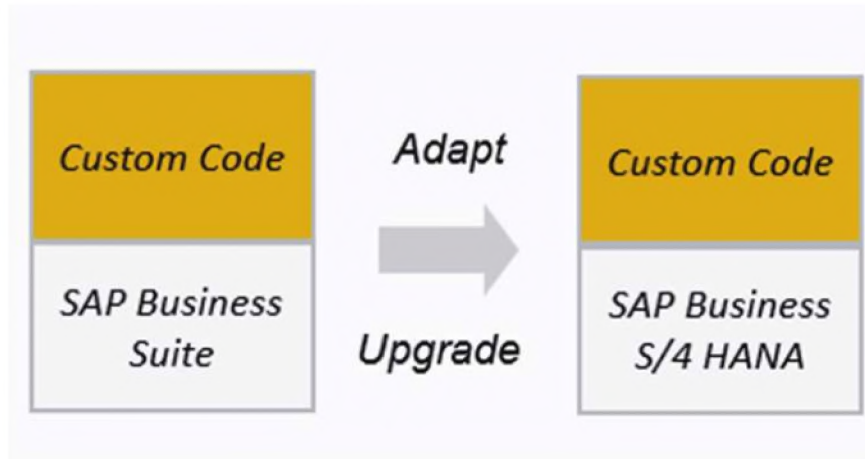 Custom Code
SAP Business
Suite
Adapt
Upgrade
Custom Code
SAP Business
S/4 HANA